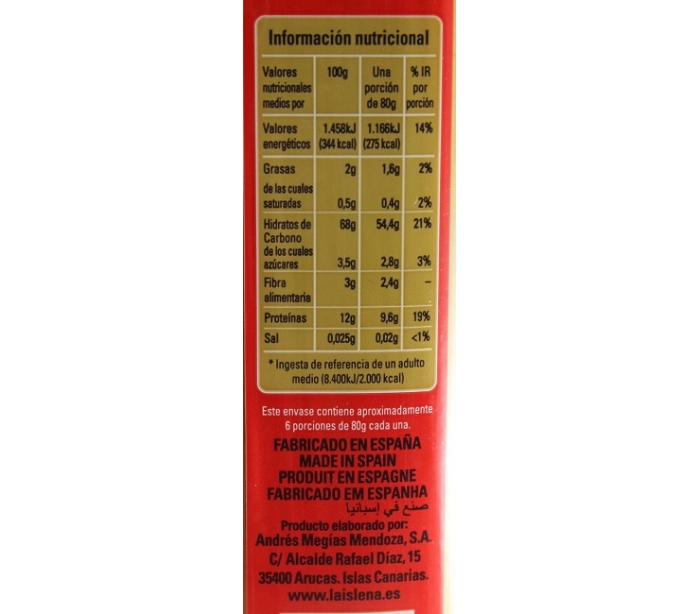 Información nutricional
Valores 100g Una % IR
nutricionales porción por
medios por de 80g porción
Valores 1.458kJ 1.166kJ 14%
energéticos (344 kcal) (275 kcal)
Grasas 2g 1,6g 2%
de las cuales
saturadas 0,5g 0,4g 2%
Hidratos de 68g 54,4g 21%
Carbono
de los cuales
azúcares 3,5g 2,8g 3%
Fibra 3g 2,4g –
alimentaria
Proteínas 12g 9,6g 19%
Sal 0,025g 0,02g <1%
* Ingesta de referencia de un adulto
medio (8.400kJ/2.000 kcal)
Este envase contiene aproximadamente
6 porciones de 80g cada una.
FABRICADO EN ESPAÑA
MADE IN SPAIN
PRODUIT EN ESPAGNE
FABRICADO EM ESPANHA
صنع في إسبانيا
Producto elaborado por:
Andrés Megías Mendoza, S.A.
C/ Alcalde Rafael Díaz, 15
35400 Arucas. Islas Canarias.
www.laislena.es